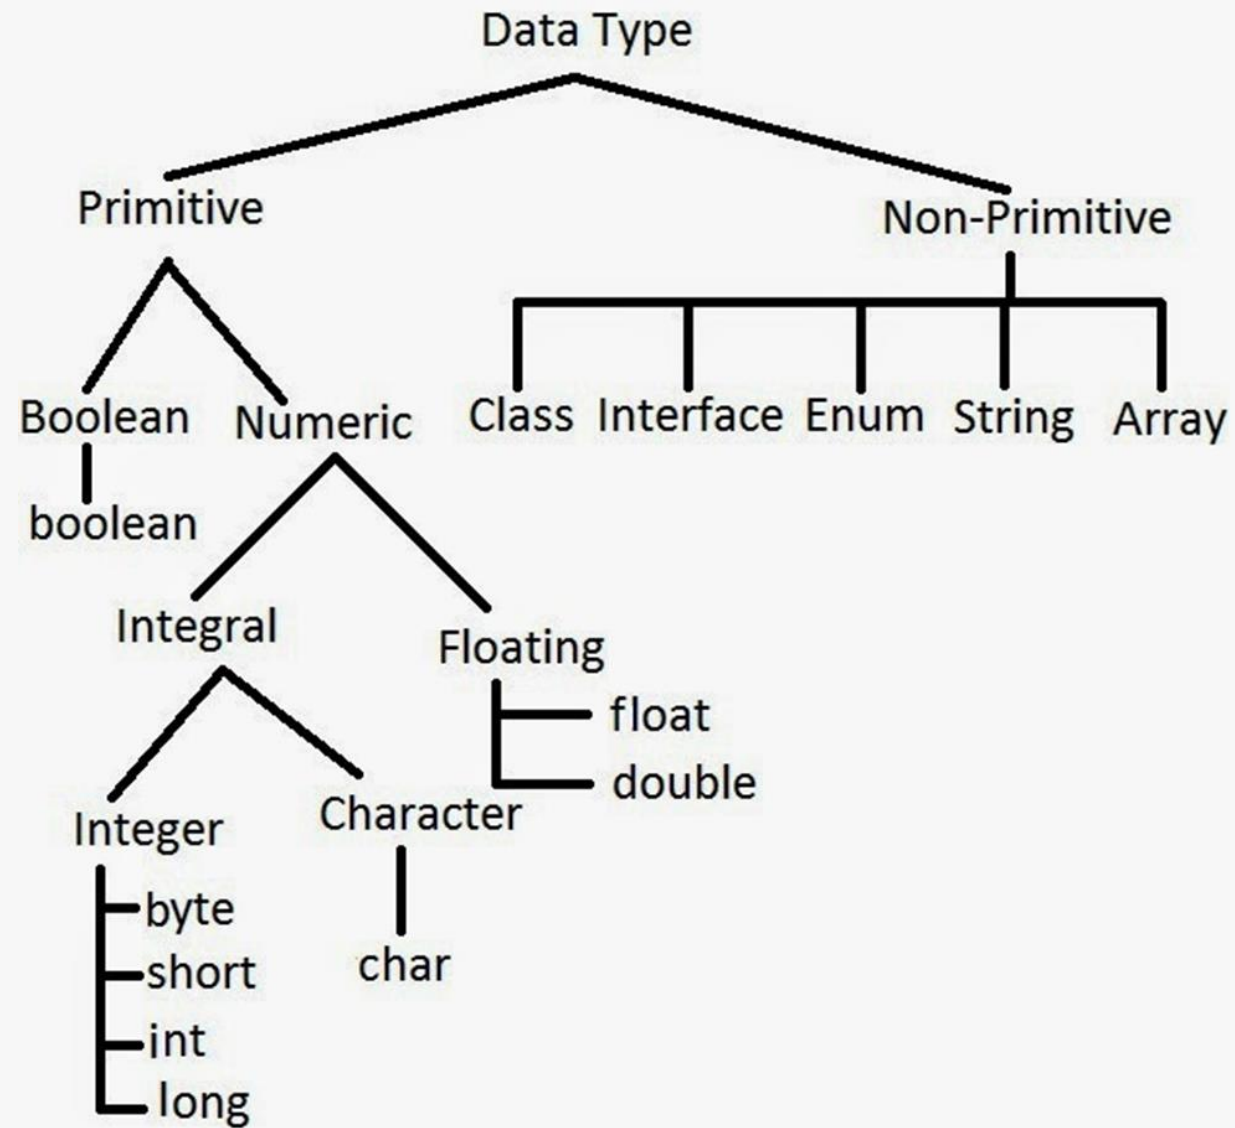 Data Type
Primitive
Non-Primitive
Boolean
Numeric
Class
Interface
Enum
String
Array
boolean
Integral
Floating
float
double
Integer
Character
byte
short
int
long
char